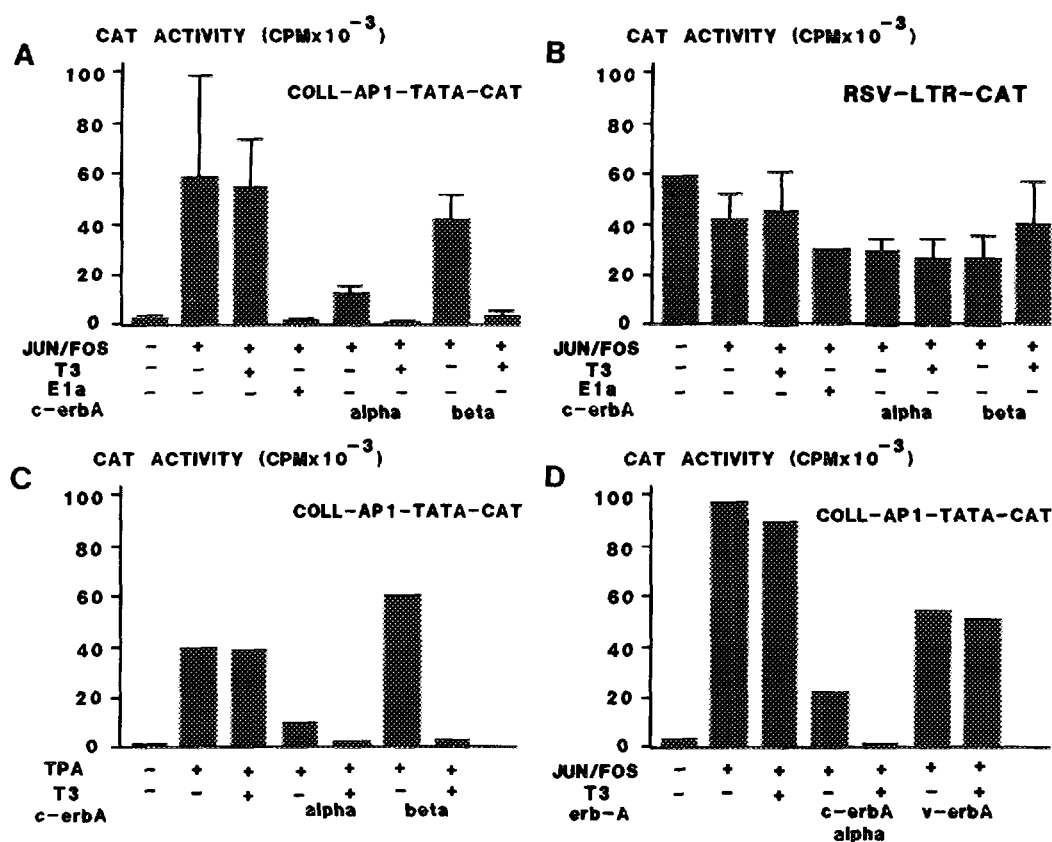 A
CAT ACTIVITY (CPMx10-3)
COLL-AP1-TATA-CAT
100
80
60
40
20
0
JUN/FOS - + + + + + + +
T3 - - + - - + - +
E1a - - - + - - - -
c-erbA alpha beta
B
CAT ACTIVITY (CPMx10-3)
RSV-LTR-CAT
100
80
60
40
20
0
JUN/FOS - + + + + + + +
T3 - - + - - + - +
E1a - - - + - - - -
c-erbA alpha beta
C
CAT ACTIVITY (CPMx10-3)
COLL-AP1-TATA-CAT
100
80
60
40
20
0
TPA - + + + + + +
T3 - - + - + - +
c-erbA alpha beta
D
CAT ACTIVITY (CPMx10-3)
COLL-AP1-TATA-CAT
100
80
60
40
20
0
JUN/FOS - + + + + + +
T3 - - + - + - +
erb-A c-erbA v-erbA
alpha